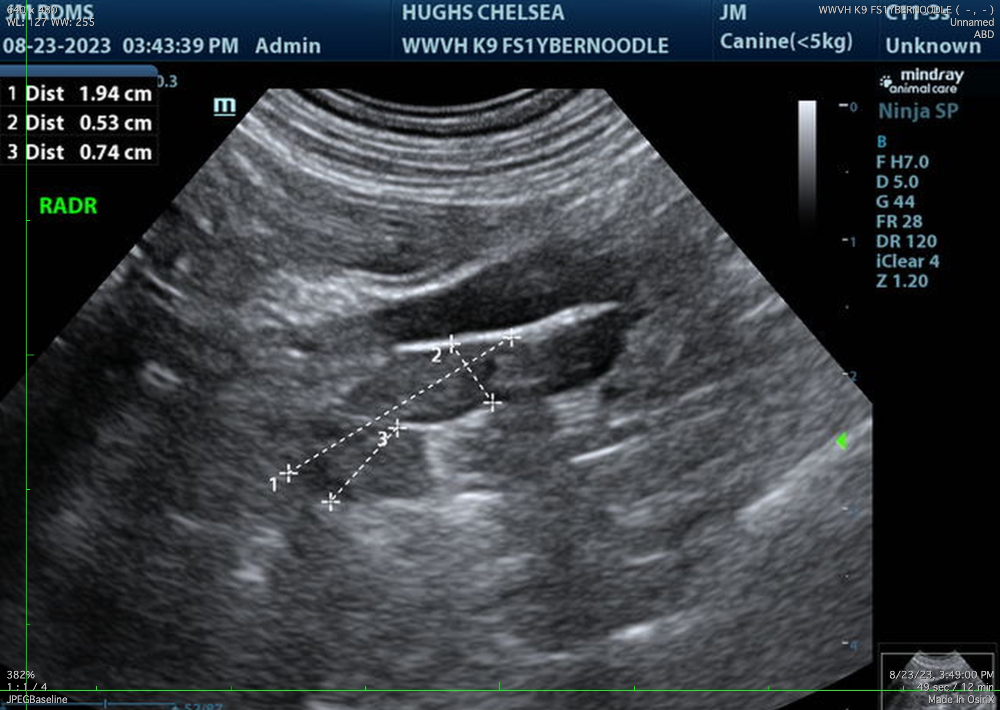 640 x 480
WL: 127 WW: 255
JM RDMS
HUGHS CHELSEA
JM
WWVH K9 FS1YBERNOODLE ( - , - )
Unnamed
ABD
08-23-2023 03:43:39 PM Admin
WWVH K9 FS1YBERNOODLE
Canine(<5kg)
Unknown
0.3
1 Dist 1.94 cm
2 Dist 0.53 cm
3 Dist 0.74 cm
m
RADR
mindray
animal care
Ninja SP
B
F H7.0
D 5.0
G 44
FR 28
DR 120
iClear 4
Z 1.20
0
1
2
4
2
3
1
382%
1 : 1 / 4
JPEGBaseline
52/87
8/23/23, 3:49:00 PM
49 sec / 12 min
Made In OsiriX